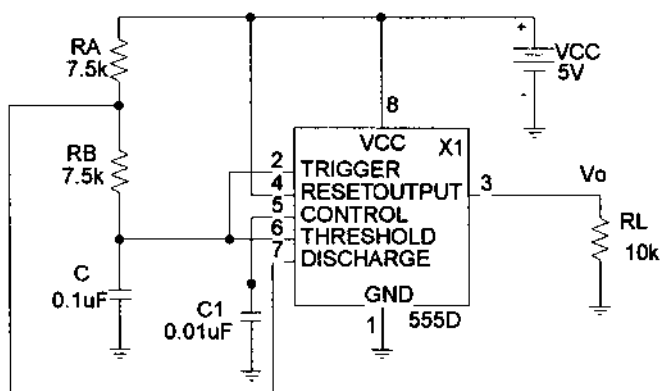 RA
7.5k
RB
7.5k
C
0.1uF
C1
0.01uF
+
VCC
5V
-
8
VCC
X1
2
TRIGGER
4
RESETOUTPUT
3
5
CONTROL
6
THRESHOLD
7
DISCHARGE
GND
1
555D
Vo
RL
10k